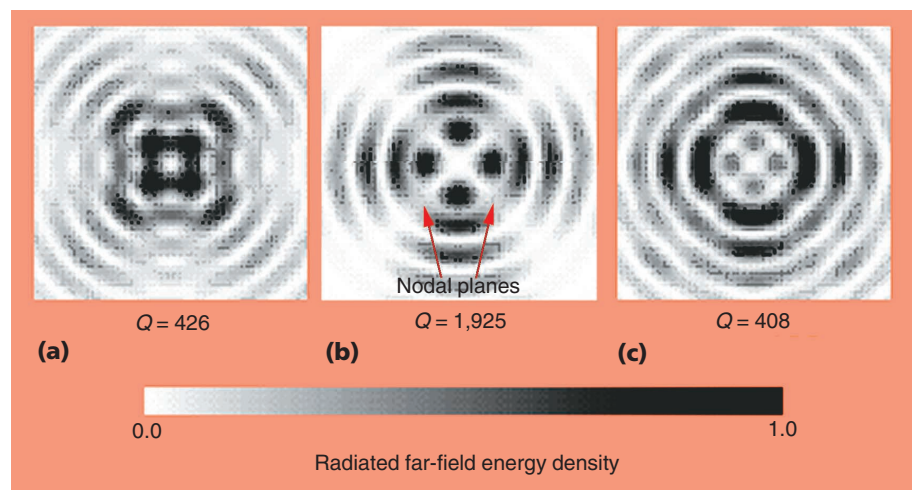 Nodal planes
Q = 426
Q = 1,925
Q = 408
(a)
(b)
(c)
0.0
1.0
Radiated far-field energy density